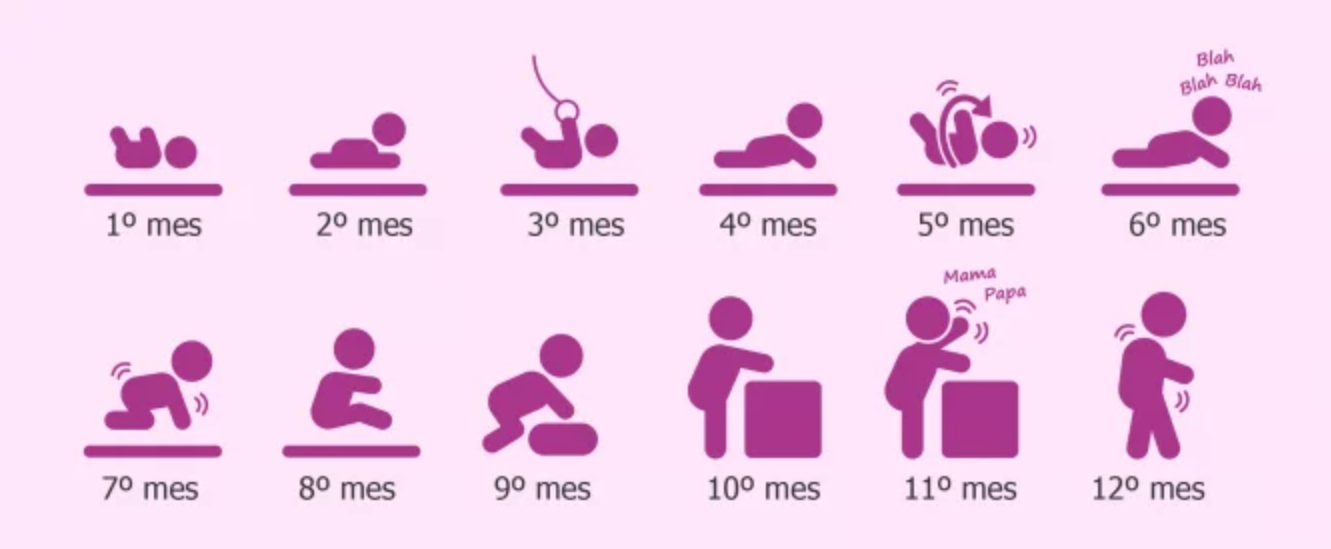 Blah
Blah Blah
1º mes
2º mes
3º mes
4º mes
5º mes
6º mes
Mama
Papa
7º mes
8º mes
9º mes
10º mes
11º mes
12º mes